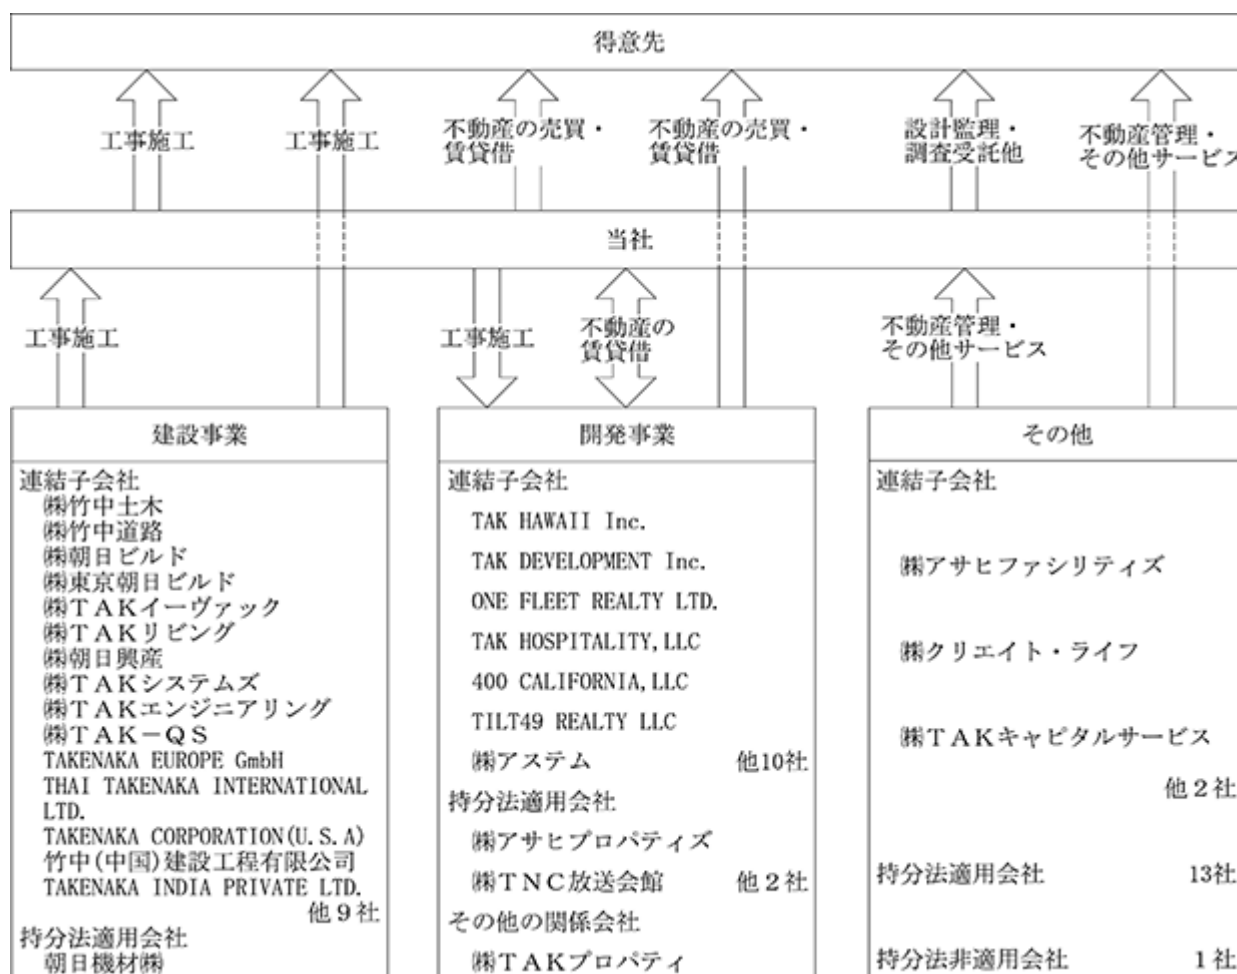 得意先
工事施工
工事施工
不動産の売買・
賃貸借
不動産の売買・
賃貸借
設計監理・
調査受託他
不動産管理・
その他サービス
当社
工事施工
工事施工
不動産の
賃貸借
不動産管理・
その他サービス
建設事業
連結子会社
㈱竹中土木
㈱竹中道路
㈱朝日ビルド
㈱東京朝日ビルド
㈱ＴＡＫイーヴァック
㈱ＴＡＫリビング
㈱朝日興産
㈱ＴＡＫシステムズ
㈱ＴＡＫエンジニアリング
㈱ＴＡＫ－ＱＳ
TAKENAKA EUROPE GmbH
THAI TAKENAKA INTERNATIONAL
LTD.
TAKENAKA CORPORATION(U.S.A)
竹中(中国)建設工程有限公司
TAKENAKA INDIA PRIVATE LTD.
他９社
持分法適用会社
朝日機材㈱
開発事業
連結子会社
TAK HAWAII Inc.
TAK DEVELOPMENT Inc.
ONE FLEET REALTY LTD.
TAK HOSPITALITY,LLC
400 CALIFORNIA,LLC
TILT49 REALTY LLC
㈱アステム 他10社
持分法適用会社
㈱アサヒプロパティズ
㈱ＴＮＣ放送会館 他２社
その他の関係会社
㈱ＴＡＫプロパティ
その他
連結子会社
㈱アサヒファシリティズ
㈱クリエイト・ライフ
㈱ＴＡＫキャピタルサービス
他２社
持分法適用会社 13社
持分法非適用会社 １社